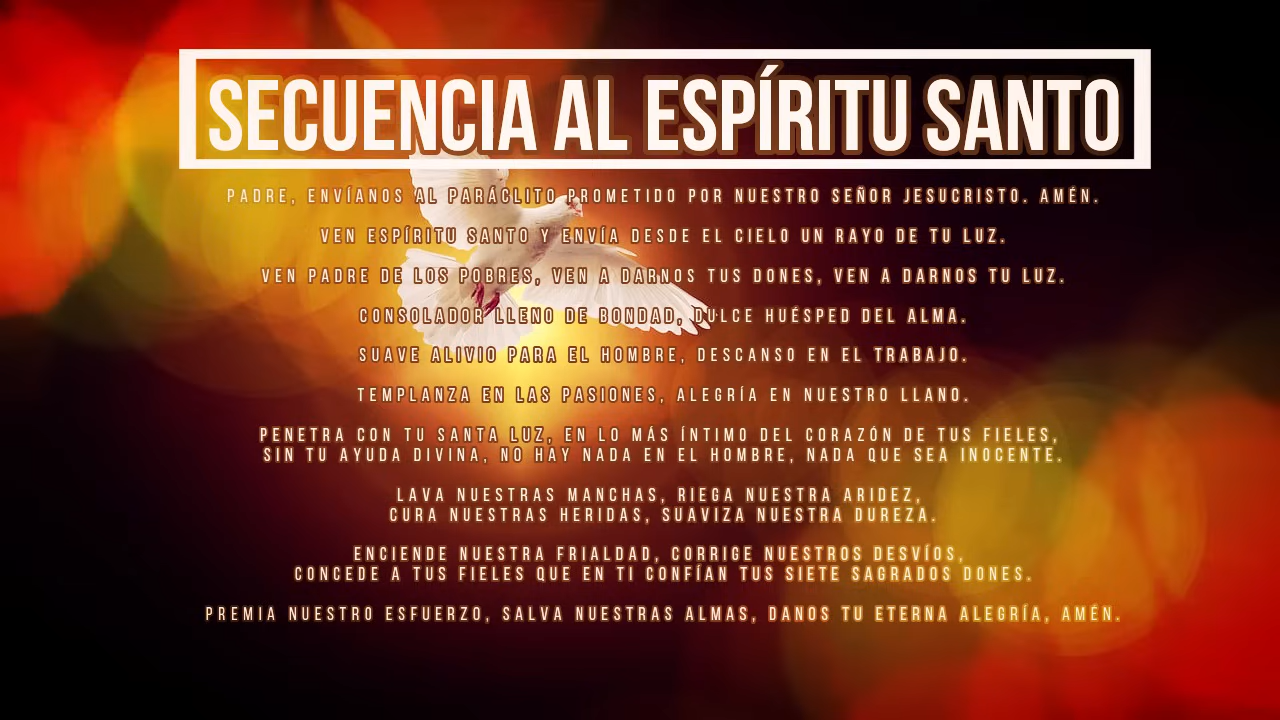 SECUENCIA AL ESPÍRITU SANTO
PADRE, ENVÍANOS AL PARÁCLITO PROMETIDO POR NUESTRO SEÑOR JESUCRISTO. AMÉN.
VEN ESPÍRITU SANTO Y ENVÍA DESDE EL CIELO UN RAYO DE TU LUZ.
VEN PADRE DE LOS POBRES, VEN A DARNOS TUS DONES, VEN A DARNOS TU LUZ.
CONSOLADOR LLENO DE BONDAD, DULCE HUÉSPED DEL ALMA.
SUAVE ALIVIO PARA EL HOMBRE, DESCANSO EN EL TRABAJO.
TEMPLANZA EN LAS PASIONES, ALEGRÍA EN NUESTRO LLANO.
PENETRA CON TU SANTA LUZ, EN LO MÁS ÍNTIMO DEL CORAZÓN DE TUS FIELES,
SIN TU AYUDA DIVINA, NO HAY NADA EN EL HOMBRE, NADA QUE SEA INOCENTE.
LAVA NUESTRAS MANCHAS, RIEGA NUESTRA ARIDEZ,
CURA NUESTRAS HERIDAS, SUAVIZA NUESTRA DUREZA.
ENCIENDE NUESTRA FRIALDAD, CORRIGE NUESTROS DESVÍOS,
CONCEDE A TUS FIELES QUE EN TI CONFÍAN TUS SIETE SAGRADOS DONES.
PREMIA NUESTRO ESFUERZO, SALVA NUESTRAS ALMAS, DANOS TU ETERNA ALEGRÍA, AMÉN.